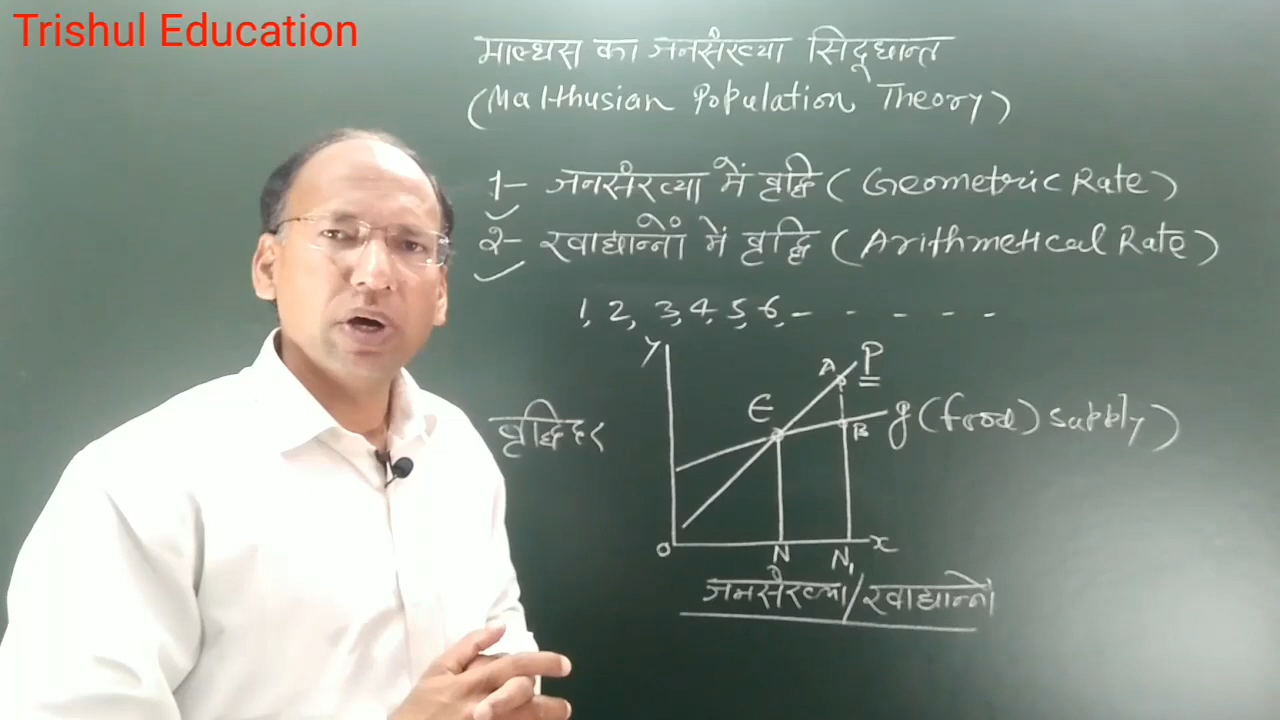 Trishul Education
माल्थस का जनसंख्या सिद्धान्त
(Malthusian Population Theory)
1- जनसंख्या में वृद्धि (Geometric Rate)
2- खाद्यान्नों में वृद्धि (Arithmetical Rate)
1, 2, 3, 4, 5, 6, - - - - - -
Y
A P
E
B
(food) supply)
वृद्धि दर
O N N1 x
जनसंख्या/खाद्यान्नों